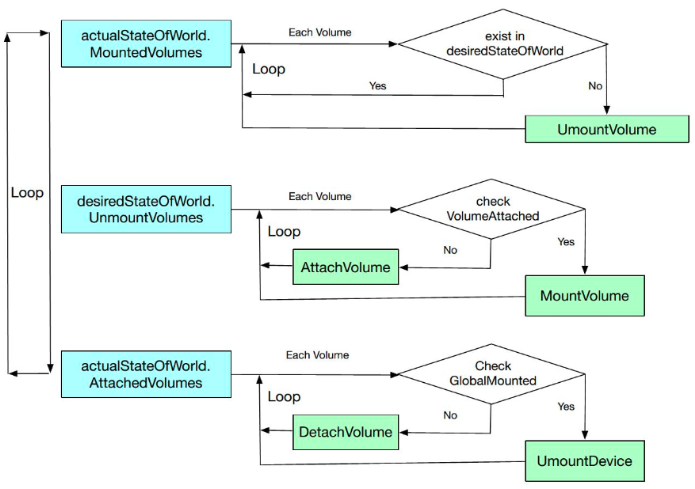 actualStateOfWorld.
MountedVolumes
Each Volume
exist in
desiredStateOfWorld
Loop
Yes
No
UmountVolume
Loop
desiredStateOfWorld.
UnmountVolumes
Each Volume
check
VolumeAttached
Loop
No
Yes
AttachVolume
MountVolume
actualStateOfWorld.
AttachedVolumes
Each Volume
Check
GlobalMounted
Loop
No
Yes
DetachVolume
UmountDevice